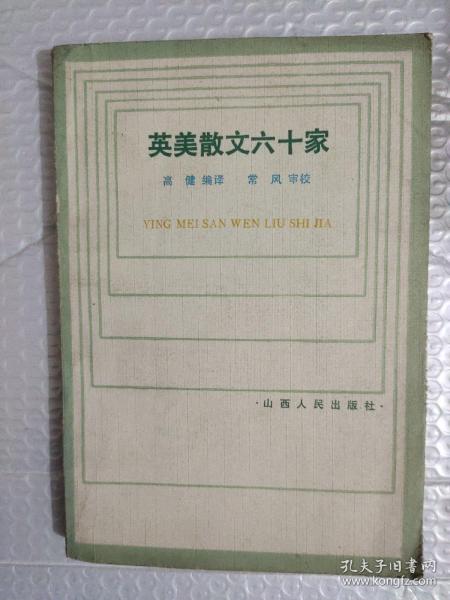 英美散文六十家
高 健 编译 常 风 审校
YING MEI SAN WEN LIU SHI JIA
·山西人民出版社·
孔夫子旧书网
www.kongfz.com